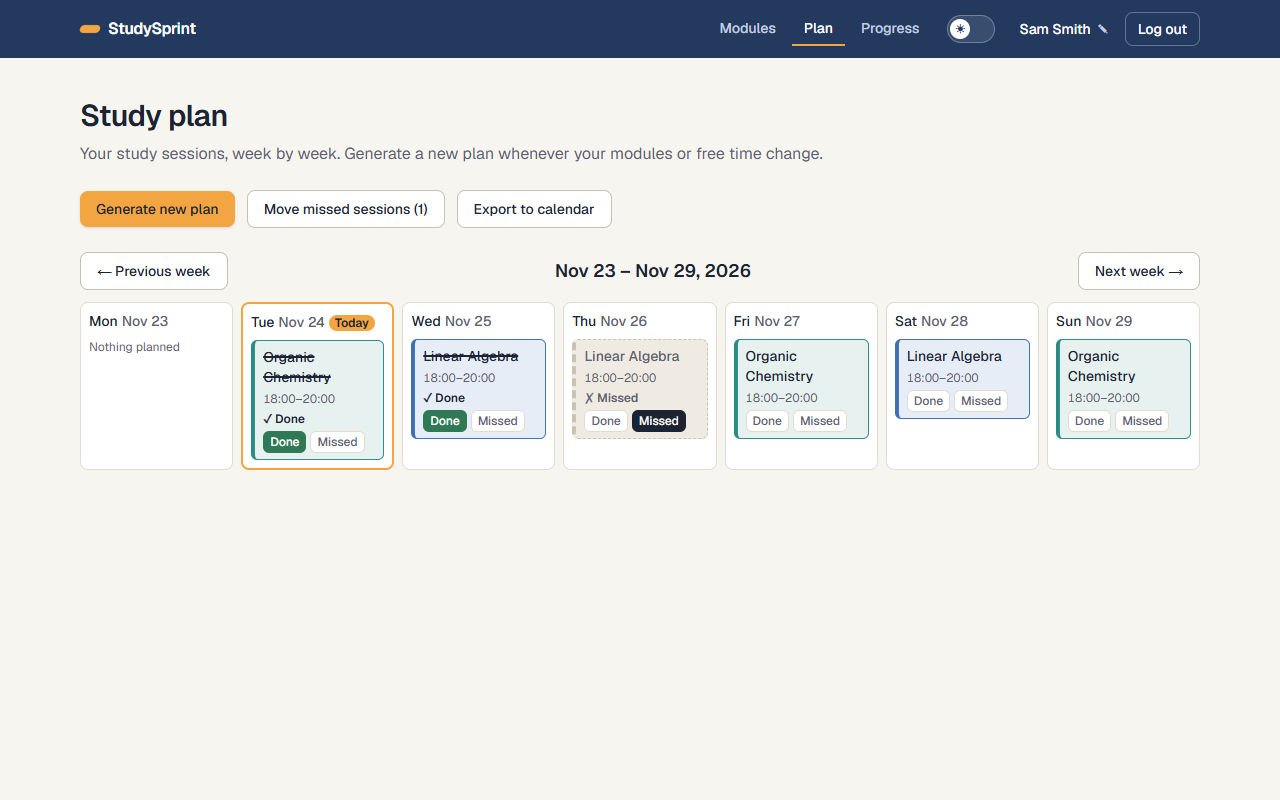 StudySprint
Modules
Plan
Progress
Sam Smith
Log out
Study plan
Your study sessions, week by week. Generate a new plan whenever your modules or free time change.
Generate new plan
Move missed sessions (1)
Export to calendar
← Previous week
Nov 23 – Nov 29, 2026
Next week →
Mon Nov 23
Nothing planned
Tue Nov 24 Today
Organic
Chemistry
18:00–20:00
✓ Done
Done Missed
Wed Nov 25
Linear Algebra
18:00–20:00
✓ Done
Done Missed
Thu Nov 26
Linear Algebra
18:00–20:00
✗ Missed
Done Missed
Fri Nov 27
Organic
Chemistry
18:00–20:00
Done Missed
Sat Nov 28
Linear Algebra
18:00–20:00
Done Missed
Sun Nov 29
Organic
Chemistry
18:00–20:00
Done Missed